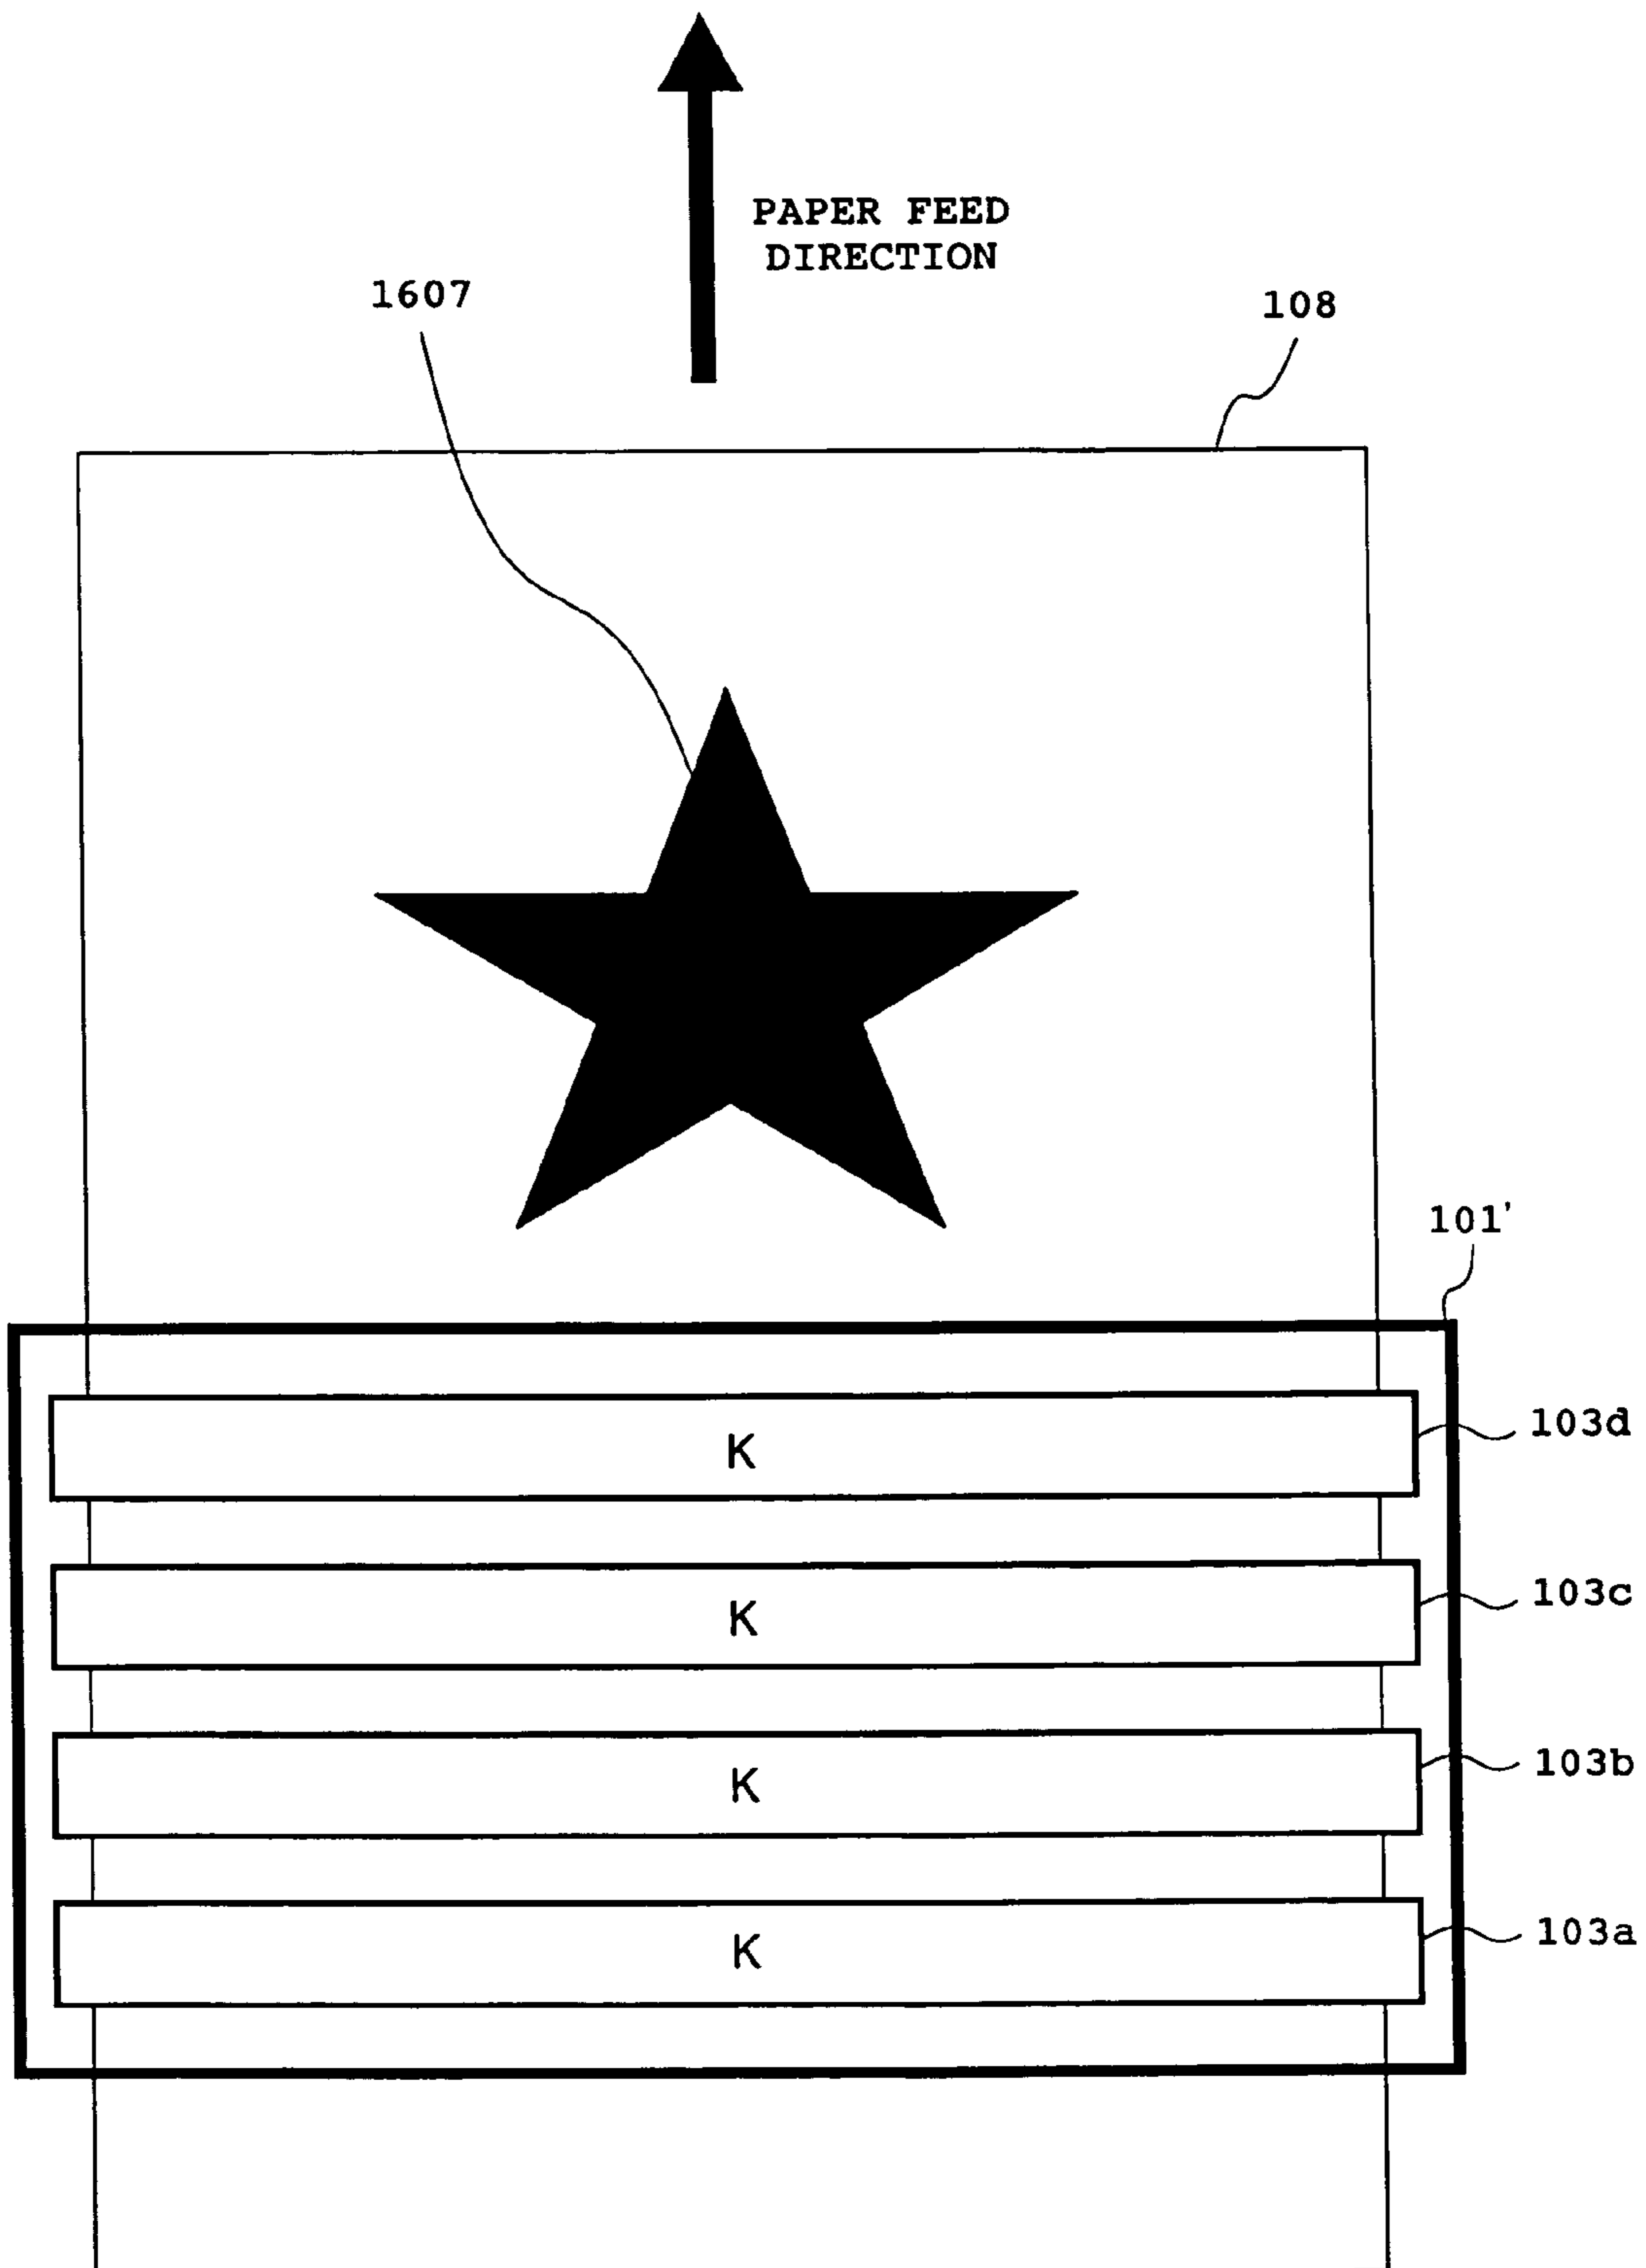 PAPER FEED
DIRECTION
1607
108
101'
K
103d
K
103c
K
103b
K
103a